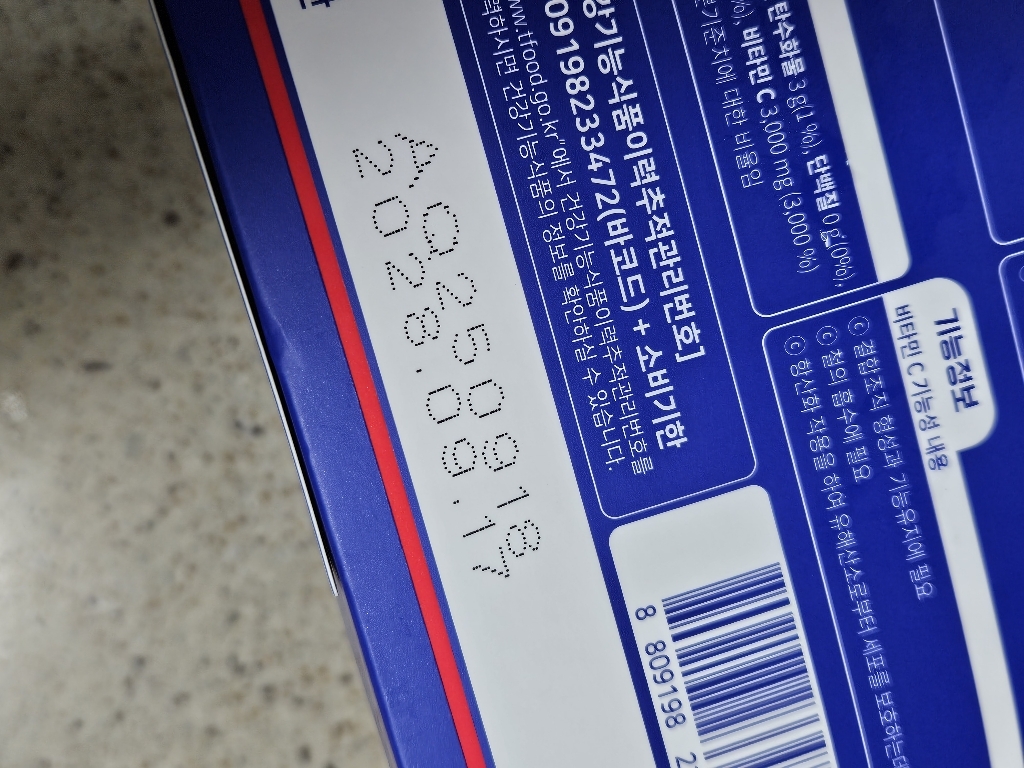 탄수화물 3 g(1 %), 단백질 0 g(0%),
비타민 C 3,000 mg (3,000 %)
대한 비율임
기능정보
비타민 C 기능성 내용
ⓒ 결합조직 형성과 기능유지에 필요
ⓒ 철의 흡수에 필요
ⓒ 항산화 작용을 하여 유해산소로부터 세포를 보호하는데
강기능식품이력추적관리번호]
091982334​72(바코드) + 소비기한
www.tfood.go.kr"에서 건강기능식품이력추적관리번호를
력하시면 건강기능식품의 정보를 확인하실 수 있습니다.
8 809198 2
AQ250918
2028.09.17